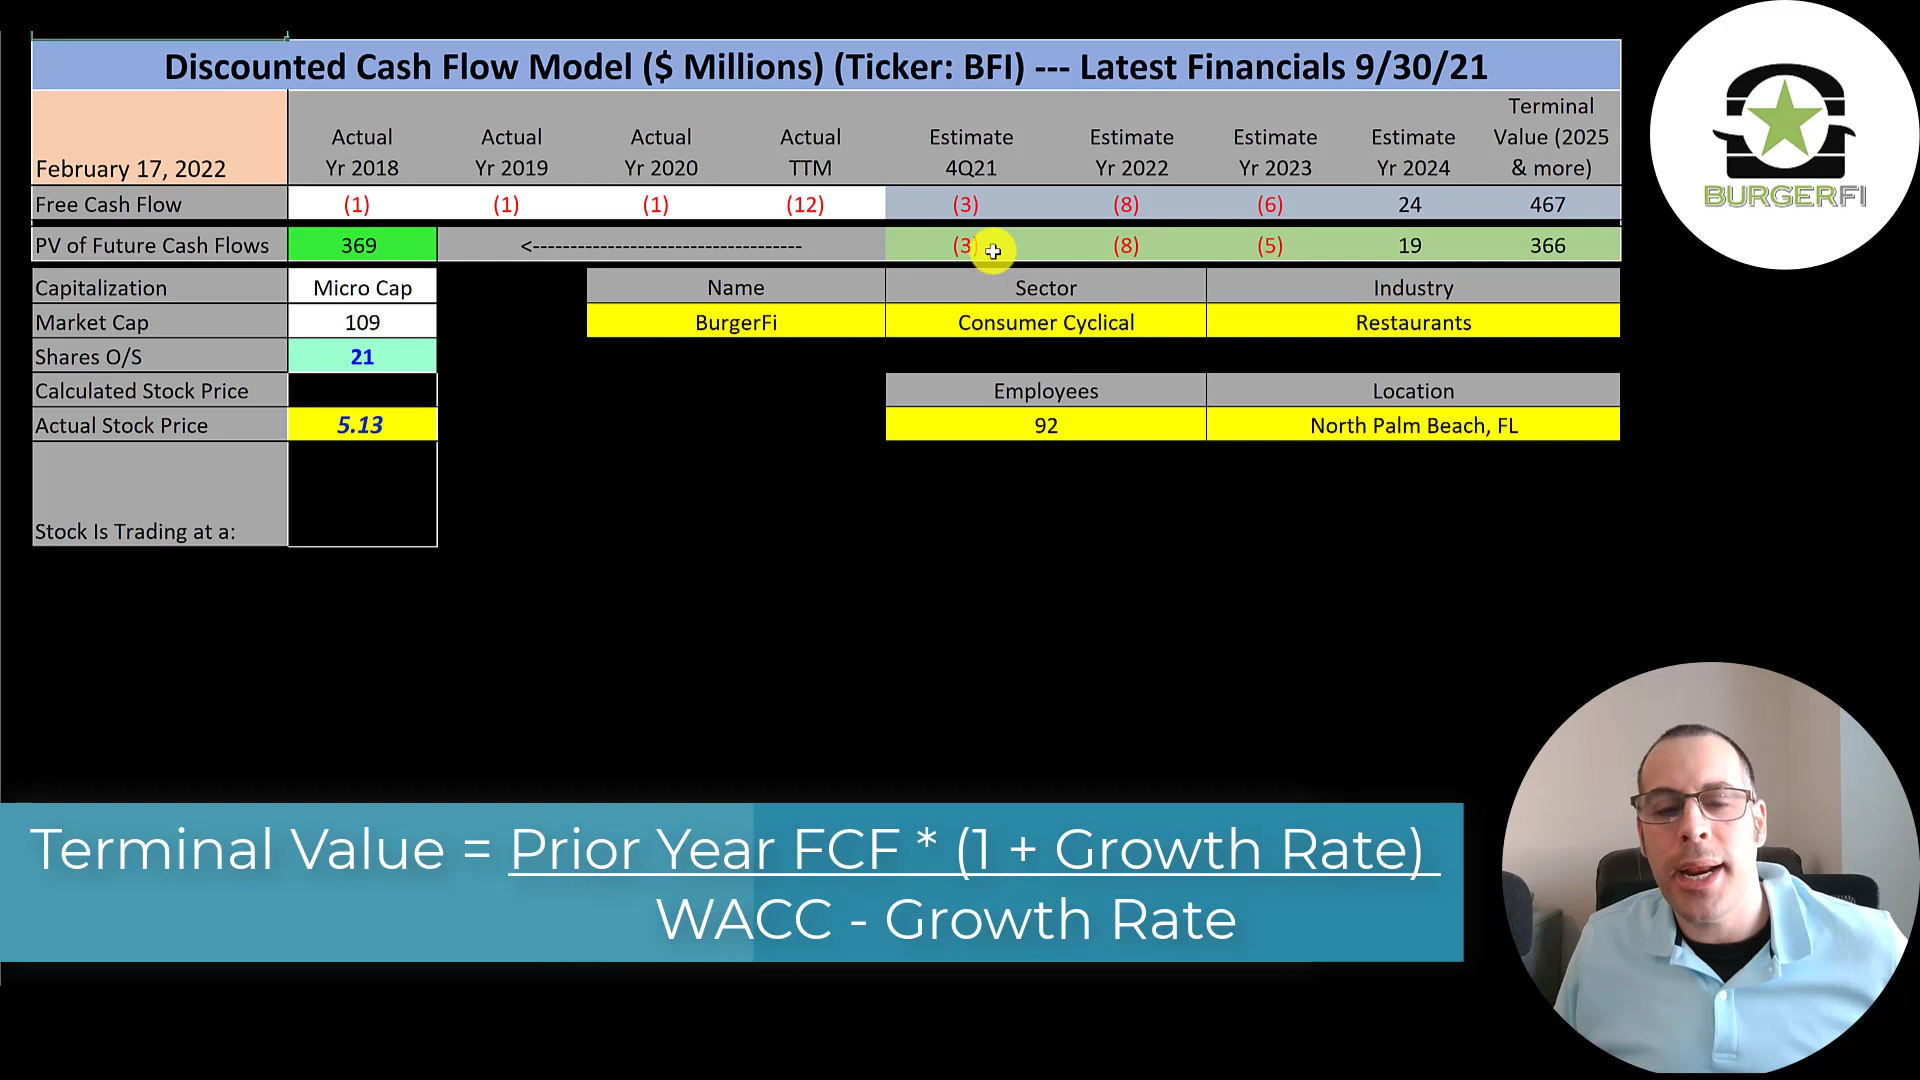 Discounted Cash Flow Model ($ Millions) (Ticker: BFI) --- Latest Financials 9/30/21
February 17, 2022 Actual Yr 2018 Actual Yr 2019 Actual Yr 2020 Actual TTM Estimate 4Q21 Estimate Yr 2022 Estimate Yr 2023 Estimate Yr 2024 Terminal Value (2025 & more)
Free Cash Flow (1) (1) (1) (12) (3) (8) (6) 24 467
PV of Future Cash Flows 369 <---------------------------------- (3) (8) (5) 19 366
Capitalization Micro Cap Name Sector Industry
Market Cap 109 BurgerFi Consumer Cyclical Restaurants
Shares O/S 21
Calculated Stock Price Employees Location
Actual Stock Price 5.13 92 North Palm Beach, FL
Stock Is Trading at a:
BURGERFI
Terminal Value = Prior Year FCF * (1 + Growth Rate)
WACC - Growth Rate